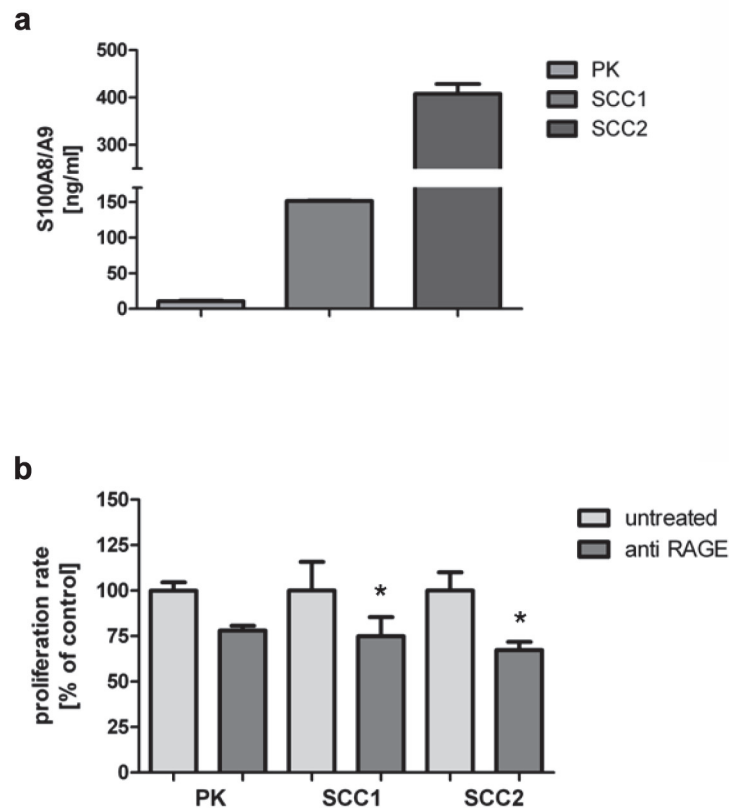 a
S100A8/A9
[ng/ml]
500
400
300
150
100
50
0
PK
SCC1
SCC2
b
proliferation rate
[% of control]
150
125
100
75
50
25
0
*
*
untreated
anti RAGE
PK SCC1 SCC2